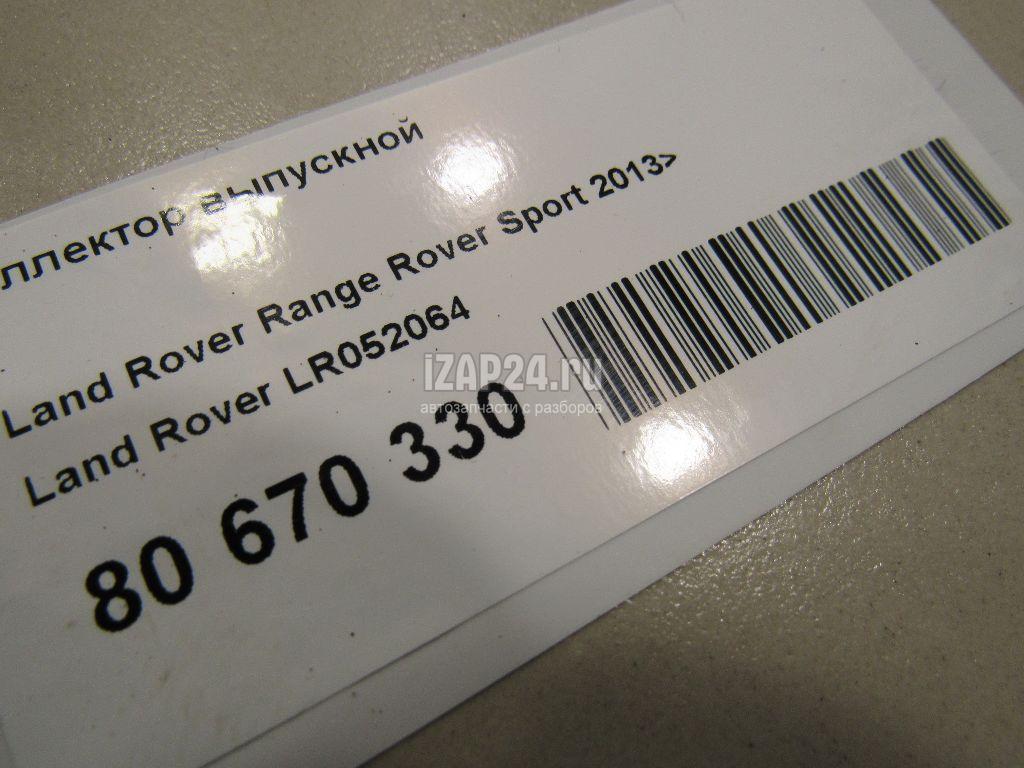 ллектор выпускной
Land Rover Range Rover Sport 2013>
Land Rover LR052064
80 670 330
iZAP24.ru
автозапчасти с разборов